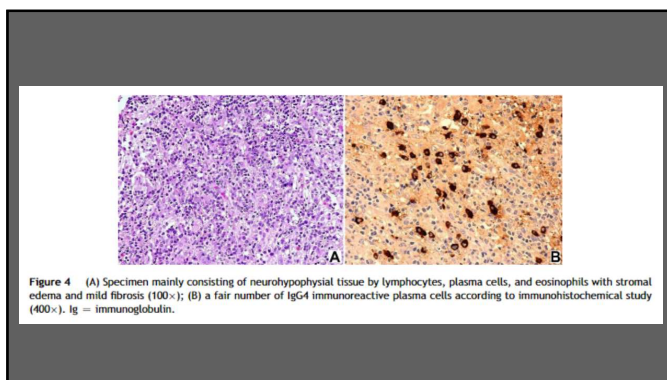 A
B
Figure 4 (A) Specimen mainly consisting of neurohypophysial tissue by lymphocytes, plasma cells, and eosinophils with stromal
edema and mild fibrosis (100×); (B) a fair number of IgG4 immunoreactive plasma cells according to immunohistochemical study
(400×). Ig = immunoglobulin.